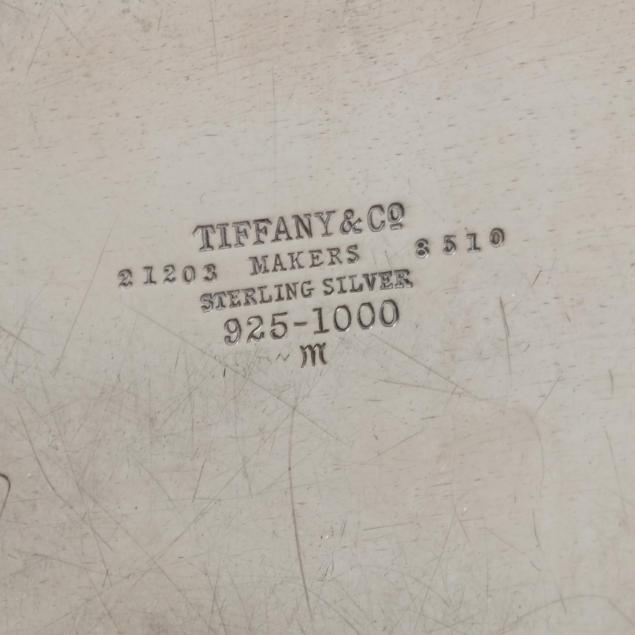 TIFFANY & Cº
21203 MAKERS 3510
STERLING SILVER
925-1000
M